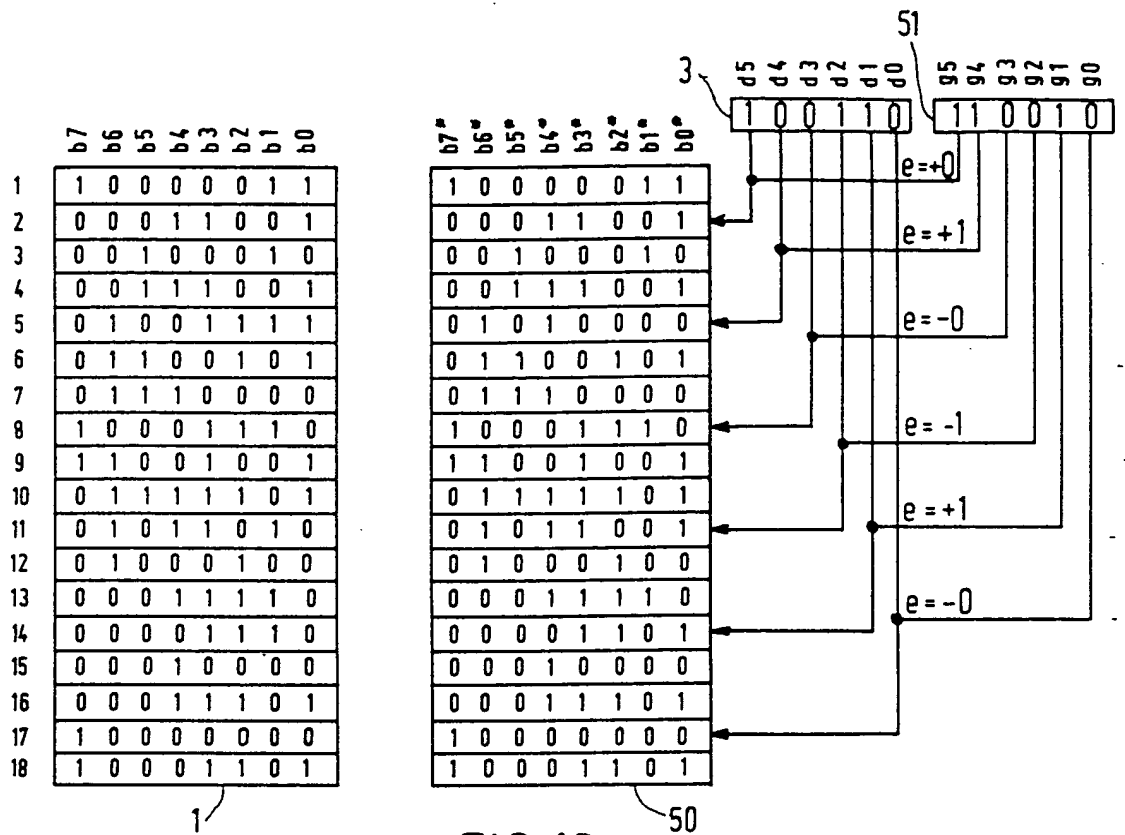 51
3
d5 d4 d3 d2 d1 d0
g5 g4 g3 g2 g1 g0
1 0 0 1 1 0
1 1 0 0 1 0
b7 b6 b5 b4 b3 b2 b1 b0
b7* b6* b5* b4* b3* b2* b1* b0*
1 1 0 0 0 0 0 1 1 1 0 0 0 0 0 1 1
e=+0
2 0 0 0 1 1 0 0 1 0 0 0 1 1 0 0 1
e=+1
3 0 0 1 0 0 0 1 0 0 0 1 0 0 0 1 0
4 0 0 1 1 1 0 0 1 0 0 1 1 1 0 0 1
5 0 1 0 0 1 1 1 1 0 1 0 1 0 0 0 0
e=-0
6 0 1 1 0 0 1 0 1 0 1 1 0 0 1 0 1
7 0 1 1 1 0 0 0 0 0 1 1 1 0 0 0 0
8 1 0 0 0 1 1 1 0 1 0 0 0 1 1 1 0
e=-1
9 1 1 0 0 1 0 0 1 1 1 0 0 1 0 0 1
10 0 1 1 1 1 1 0 1 0 1 1 1 1 1 0 1
11 0 1 0 1 1 0 1 0 0 1 0 1 1 0 0 1
e=+1
12 0 1 0 0 0 1 0 0 0 1 0 0 0 1 0 0
13 0 0 0 1 1 1 1 0 0 0 0 1 1 1 1 0
e=-0
14 0 0 0 0 1 1 1 0 0 0 0 0 1 1 0 1
15 0 0 0 1 0 0 0 0 0 0 0 1 0 0 0 0
16 0 0 0 1 1 1 0 1 0 0 0 1 1 1 0 1
17 1 0 0 0 0 0 0 0 1 0 0 0 0 0 0 0
18 1 0 0 0 1 1 0 1 1 0 0 0 1 1 0 1
1
50